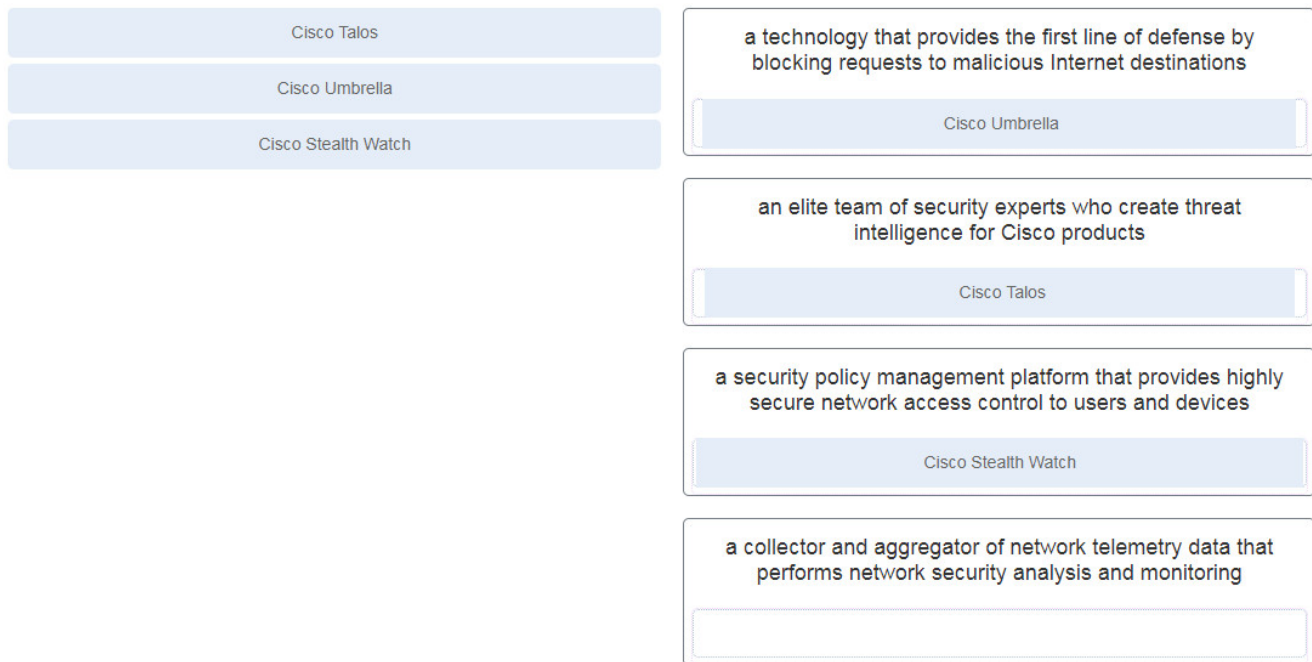 Cisco Talos
Cisco Umbrella
Cisco Stealth Watch
a technology that provides the first line of defense by
blocking requests to malicious Internet destinations
Cisco Umbrella
an elite team of security experts who create threat
intelligence for Cisco products
Cisco Talos
a security policy management platform that provides highly
secure network access control to users and devices
Cisco Stealth Watch
a collector and aggregator of network telemetry data that
performs network security analysis and monitoring